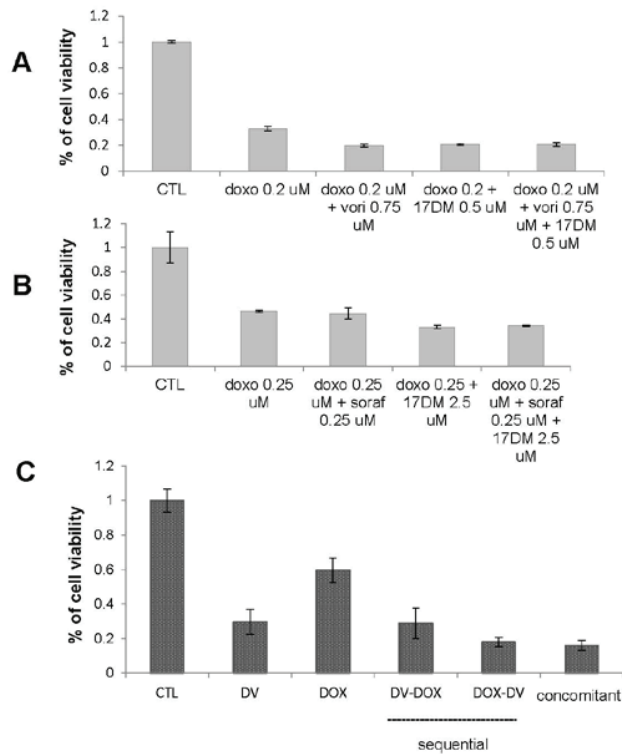 A
% of cell viability
1.2
1
0.8
0.6
0.4
0.2
0
CTL
doxo 0.2 uM
doxo 0.2 uM
+ vori 0.75
uM
doxo 0.2 +
17DM 0.5 uM
doxo 0.2 uM
+ vori 0.75
uM + 17DM
0.5 uM
B
% of cell viability
1.2
1
0.8
0.6
0.4
0.2
0
CTL
doxo 0.25
uM
doxo 0.25
uM + soraf
0.25 uM
doxo 0.25 +
17DM 2.5
uM
doxo 0.25
uM + soraf
0.25 uM +
17DM 2.5
uM
C
% of cell viability
1.2
1
0.8
0.6
0.4
0.2
0
CTL
DV
DOX
DV-DOX
DOX-DV
concomitant
sequential